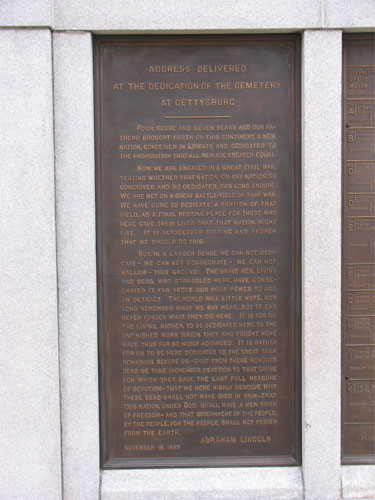 ADDRESS DELIVERED
AT THE DEDICATION OF THE CEMETERY
AT GETTYSBURG
FOUR SCORE AND SEVEN YEARS AGO OUR FA-
THERS BROUGHT FORTH ON THIS CONTINENT A NEW
NATION, CONCEIVED IN LIBERTY, AND DEDICATED TO
THE PROPOSITION THAT ALL MEN ARE CREATED EQUAL.
NOW WE ARE ENGAGED IN A GREAT CIVIL WAR,
TESTING WHETHER THAT NATION, OR ANY NATION SO
CONCEIVED AND SO DEDICATED, CAN LONG ENDURE.
WE ARE MET ON A GREAT BATTLE-FIELD OF THAT WAR.
WE HAVE COME TO DEDICATE A PORTION OF THAT
FIELD, AS A FINAL RESTING PLACE FOR THOSE WHO
HERE GAVE THEIR LIVES THAT THAT NATION MIGHT
LIVE. IT IS ALTOGETHER FITTING AND PROPER
THAT WE SHOULD DO THIS.
BUT IN A LARGER SENSE, WE CAN NOT DEDI-
CATE— WE CAN NOT CONSECRATE— WE CAN NOT
HALLOW— THIS GROUND. THE BRAVE MEN, LIVING
AND DEAD, WHO STRUGGLED HERE HAVE CONSE-
CRATED IT, FAR ABOVE OUR POOR POWER TO ADD
OR DETRACT. THE WORLD WILL LITTLE NOTE, NOR
LONG REMEMBER WHAT WE SAY HERE, BUT IT CAN
NEVER FORGET WHAT THEY DID HERE. IT IS FOR US
THE LIVING, RATHER, TO BE DEDICATED HERE TO THE
UNFINISHED WORK WHICH THEY WHO FOUGHT HERE
HAVE THUS FAR SO NOBLY ADVANCED. IT IS RATHER
FOR US TO BE HERE DEDICATED TO THE GREAT TASK
REMAINING BEFORE US—THAT FROM THESE HONORED
DEAD WE TAKE INCREASED DEVOTION TO THAT CAUSE
FOR WHICH THEY GAVE THE LAST FULL MEASURE
OF DEVOTION—THAT WE HERE HIGHLY RESOLVE THAT
THESE DEAD SHALL NOT HAVE DIED IN VAIN—THAT
THIS NATION, UNDER GOD, SHALL HAVE A NEW BIRTH
OF FREEDOM—AND THAT GOVERNMENT OF THE PEOPLE,
BY THE PEOPLE, FOR THE PEOPLE, SHALL NOT PERISH
FROM THE EARTH.
ABRAHAM LINCOLN
NOVEMBER 19, 1863
A
B
C
D
E
F
G
H
I
K